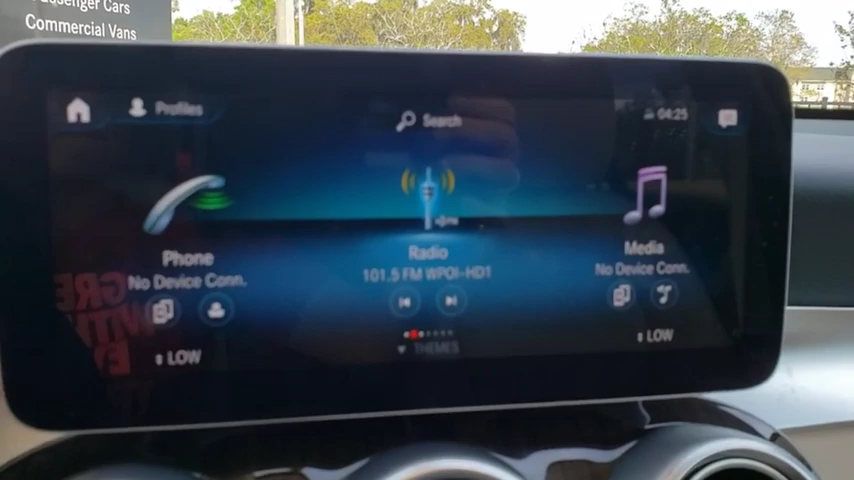 Passenger Cars
Commercial Vans
Profiles
Search
04:25
Phone
No Device Conn.
Radio
101.5 FM WPOI-HD1
Media
No Device Conn.
LOW
THEMES
LOW